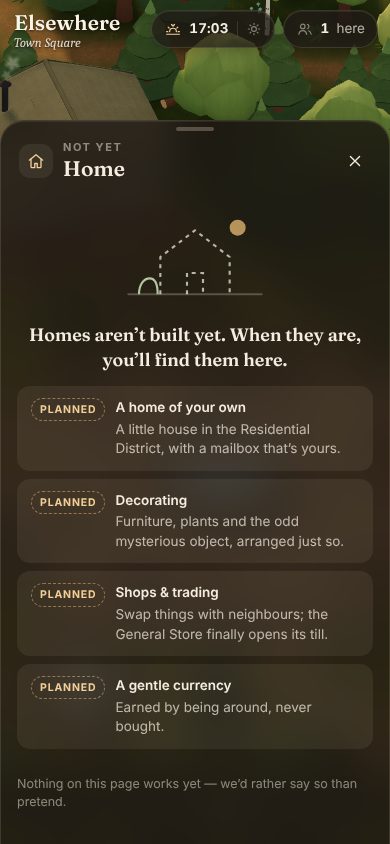 Elsewhere
Town Square
17:03
1 here
NOT YET
Home
Homes aren’t built yet. When they are,
you’ll find them here.
PLANNED
A home of your own
A little house in the Residential
District, with a mailbox that’s yours.
PLANNED
Decorating
Furniture, plants and the odd
mysterious object, arranged just so.
PLANNED
Shops & trading
Swap things with neighbours; the
General Store finally opens its till.
PLANNED
A gentle currency
Earned by being around, never
bought.
Nothing on this page works yet — we’d rather say so than
pretend.